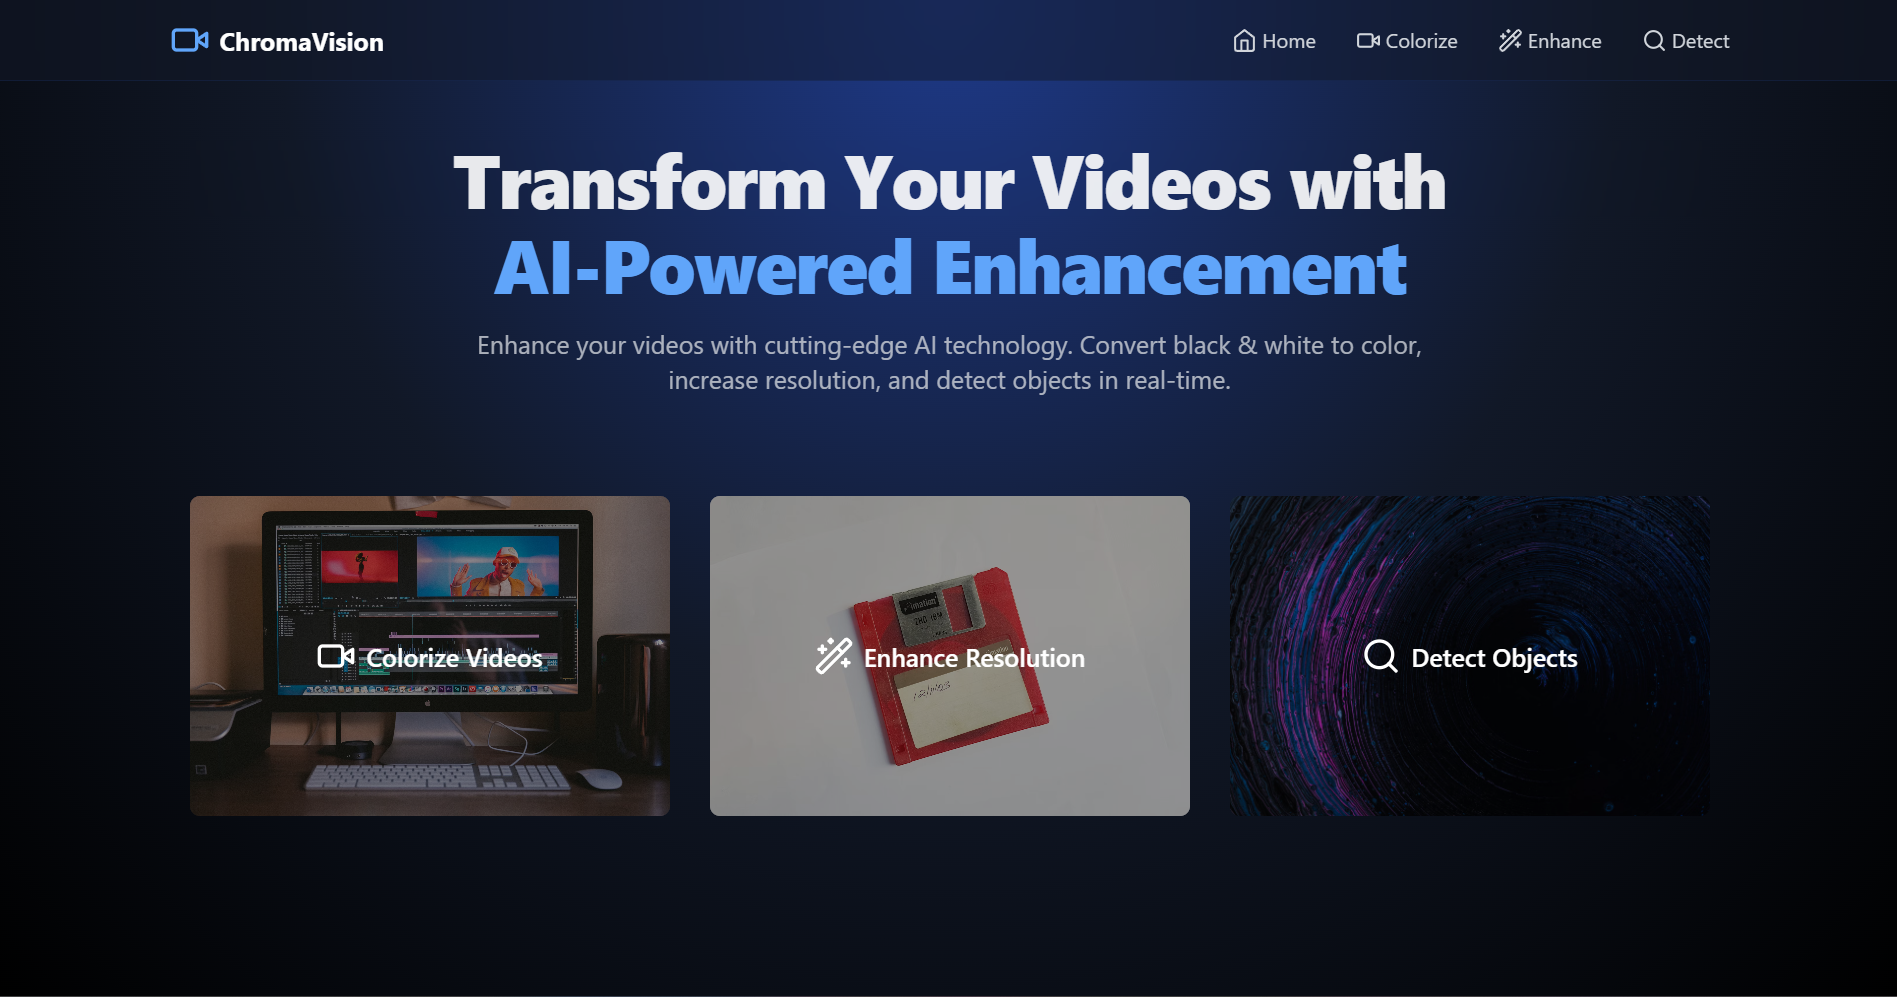 ChromaVision
Home
Colorize
Enhance
Detect
Transform Your Videos with
AI-Powered Enhancement
Enhance your videos with cutting-edge AI technology. Convert black & white to color,
increase resolution, and detect objects in real-time.
imation
2HD
Colorize Videos
Enhance Resolution
Detect Objects